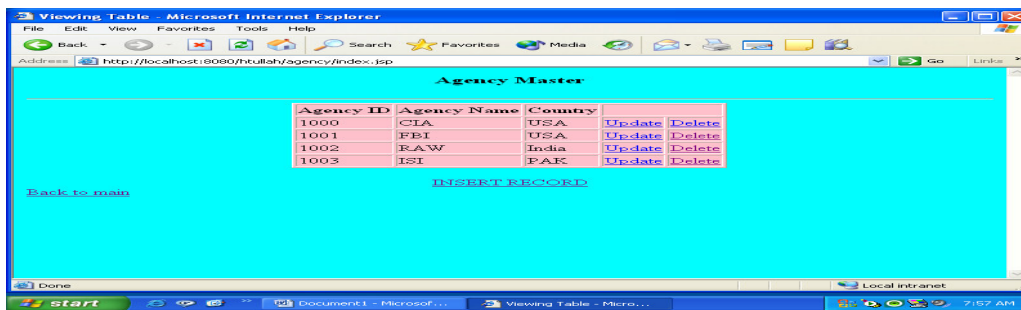 Viewing Table - Microsoft Internet Explorer
File Edit View Favorites Tools Help
Back Search Favorites Media
Address http://localhost:8080/htullah/agency/index.jsp Go Links
Agency Master
Agency ID Agency Name Country
1000 CIA USA Update Delete
1001 FBI USA Update Delete
1002 RAW India Update Delete
1003 ISI PAK Update Delete
INSERT RECORD
Back to main
Done Local intranet
start Document1 - Microsof... Viewing Table - Micro... 7:57 AM